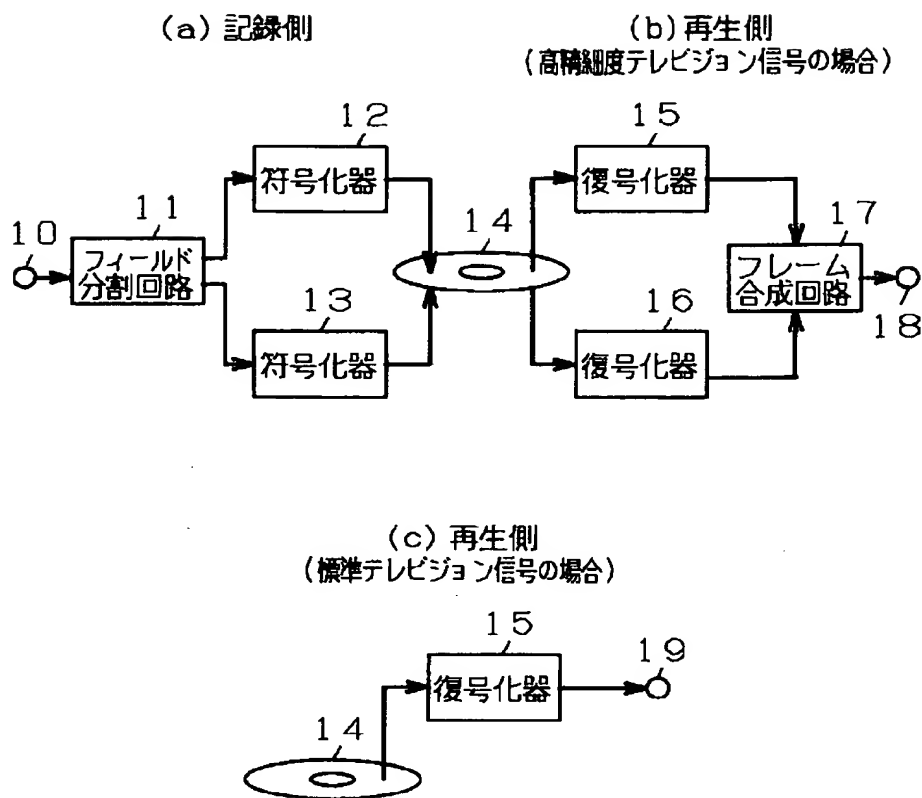 (a) 記録側
(b) 再生側
(高精細度テレビジョン信号の場合)
10
11
フィールド
分割回路
12
符号化器
13
符号化器
14
15
復号化器
16
復号化器
17
フレーム
合成回路
18
(c) 再生側
(標準テレビジョン信号の場合)
14
15
復号化器
19